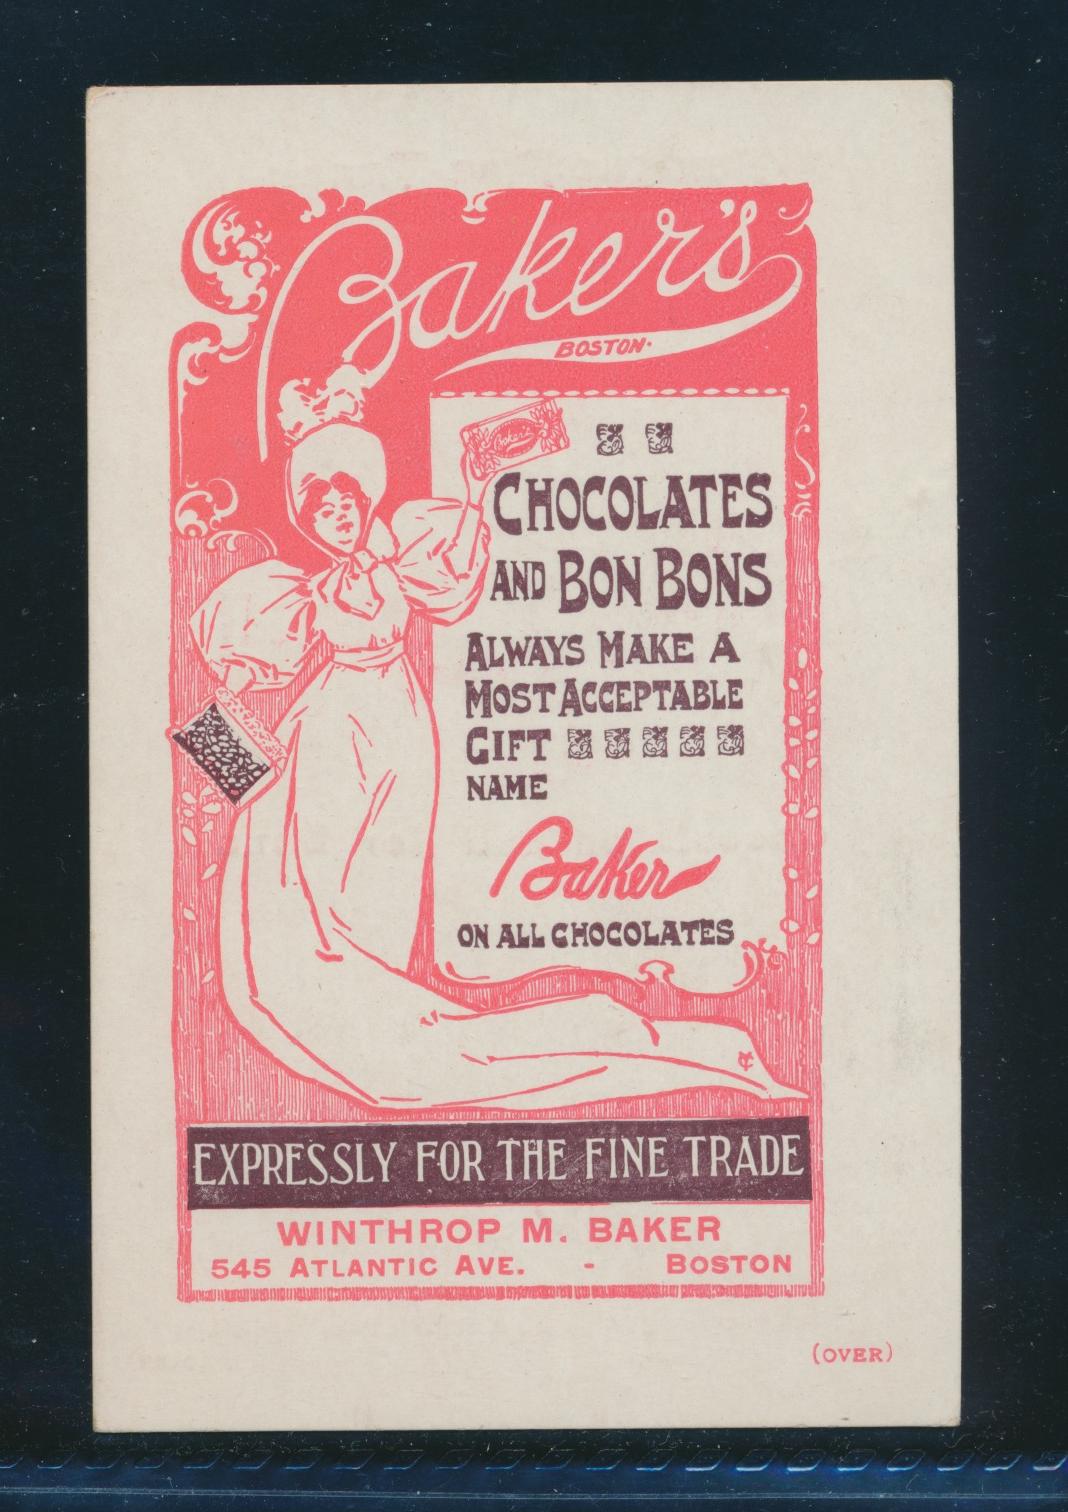 Baker's
BOSTON.
Baker's
CHOCOLATES
AND BON BONS
ALWAYS MAKE A
MOST ACCEPTABLE
GIFT
NAME
Baker
ON ALL CHOCOLATES
EXPRESSLY FOR THE FINE TRADE
WINTHROP M. BAKER
545 ATLANTIC AVE. - BOSTON
(OVER)